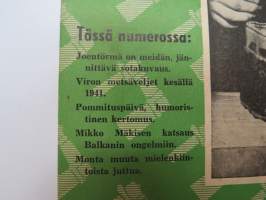 Tässä numerossa:
Joentörmä on meidän, jän-
nittävä sotakuvaus.
Viron metsäveljet kesällä
1941.
Pommituspäivä, humoris-
tinen kertomus.
Mikko Mäkisen katsaus
Balkanin ongelmiin.
Monta muuta mielenkiin-
toista juttua.